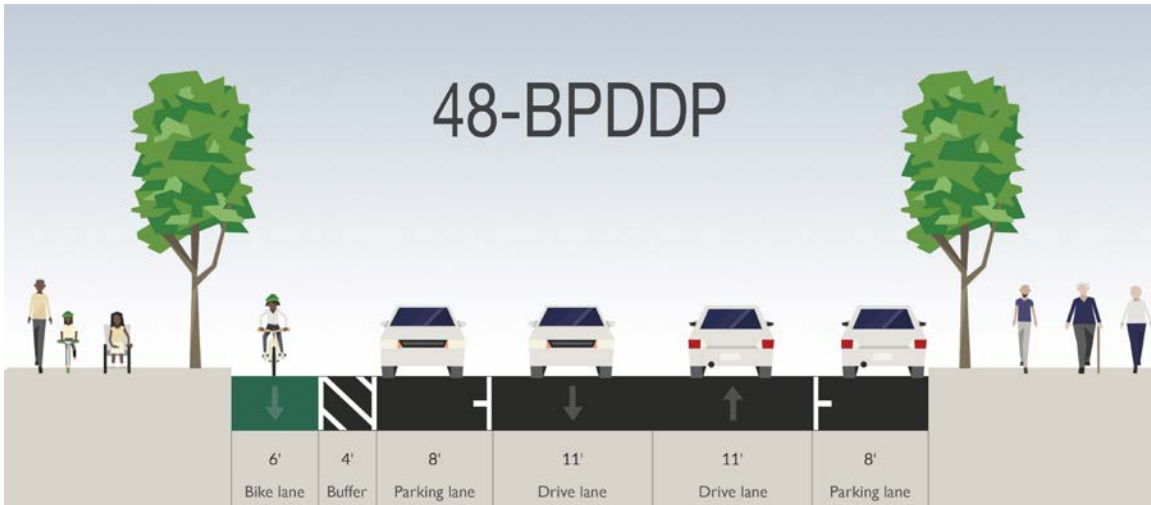 48-BPDDP
6' 4' 8' 11' 11' 8'
Bike lane Buffer Parking lane Drive lane Drive lane Parking lane